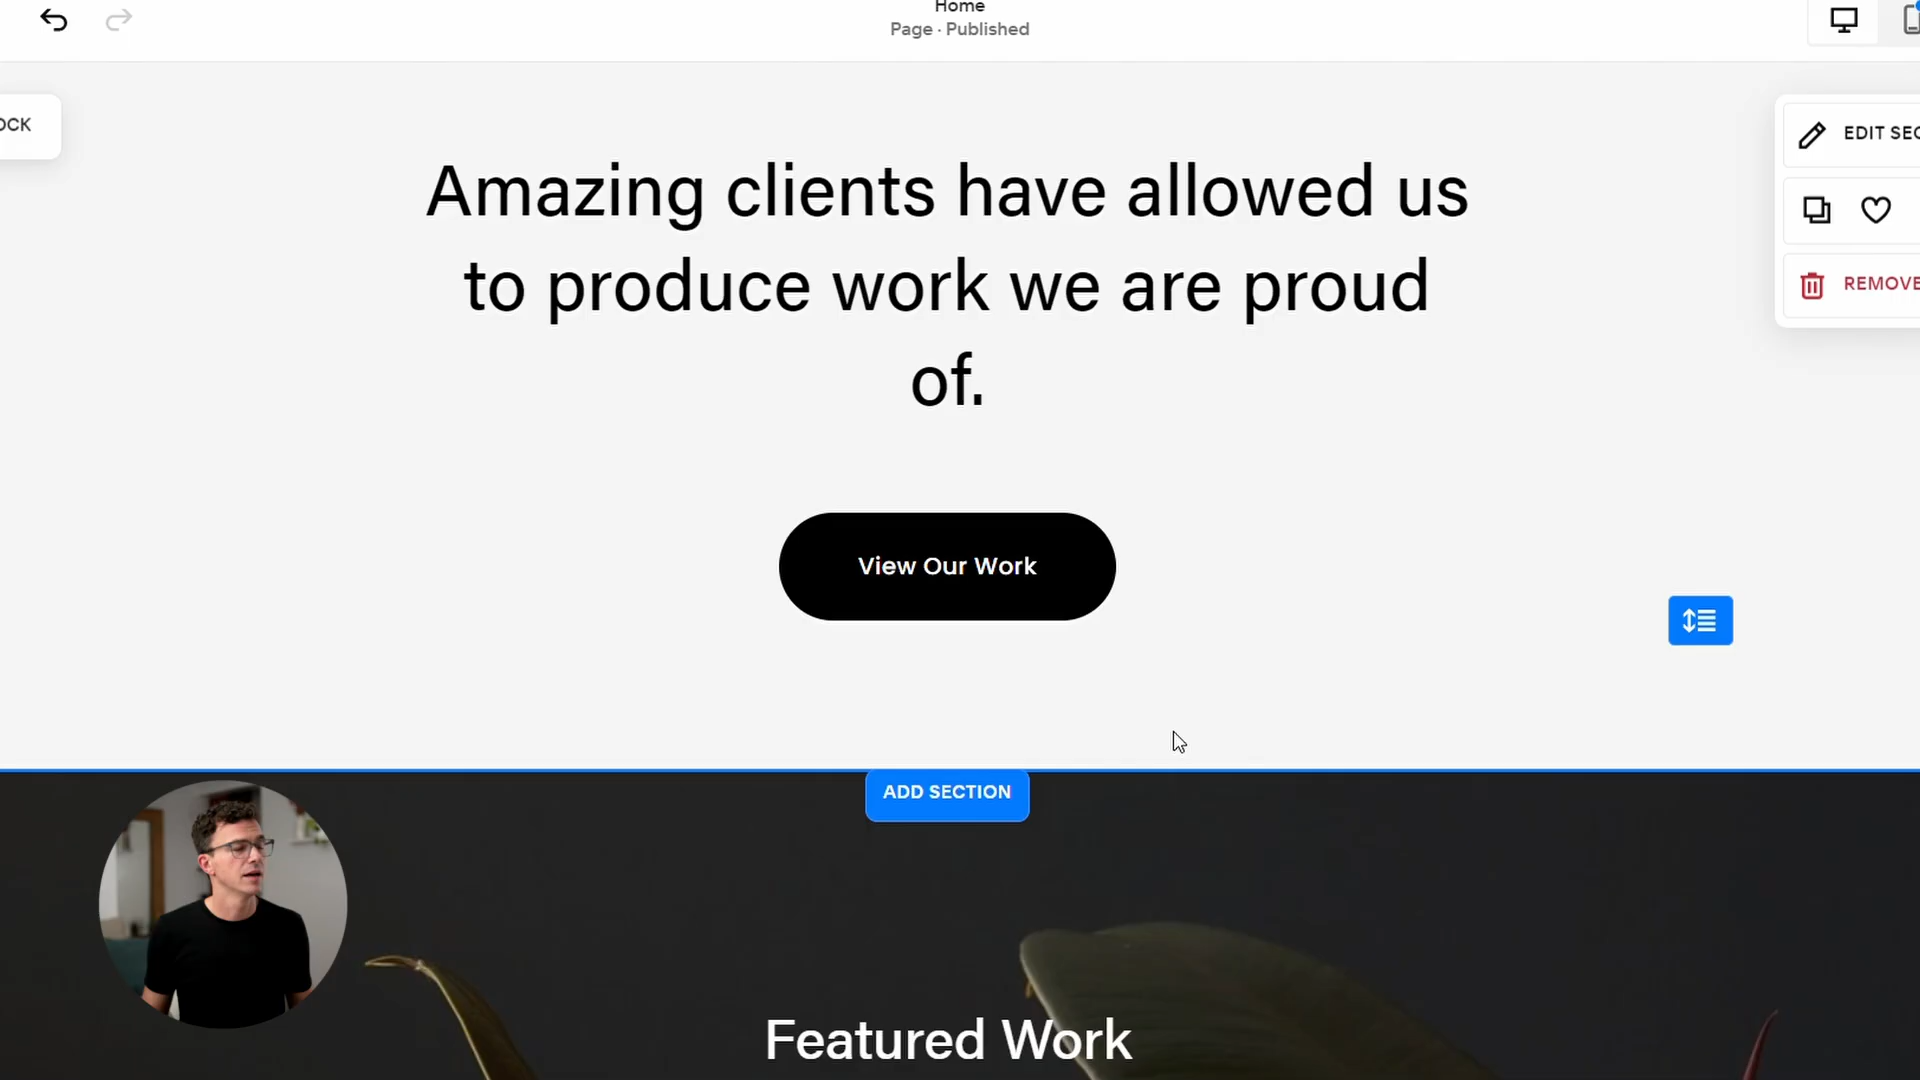 Home
Page · Published
OCK
EDIT SEC
REMOVE
Amazing clients have allowed us
to produce work we are proud
of.
View Our Work
ADD SECTION
Featured Work